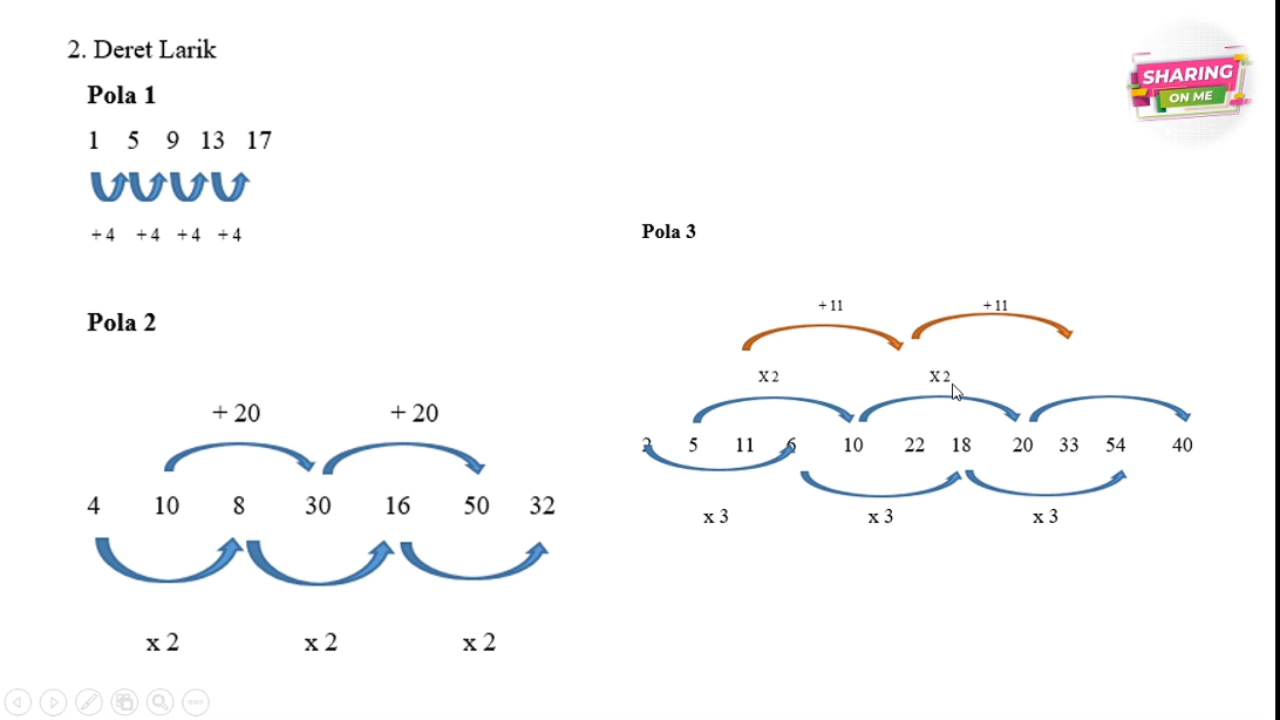 2. Deret Larik
Pola 1
1 5 9 13 17
+4 +4 +4 +4
Pola 2
+ 20 + 20
4 10 8 30 16 50 32
x 2 x 2 x 2
SHARING
ON ME
Pola 3
+ 11 + 11
X 2 X 2
2 5 11 6 10 22 18 20 33 54 40
x 3 x 3 x 3